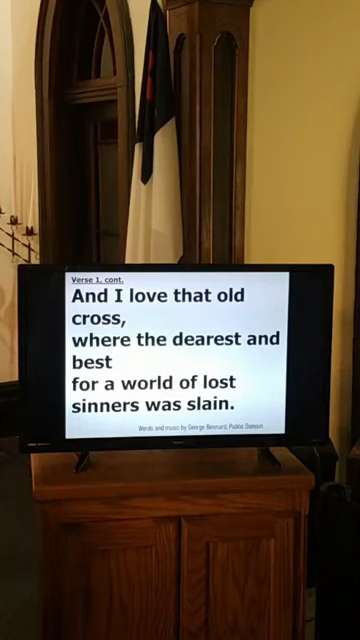 Verse 1, cont.
And I love that old
cross,
where the dearest and
best
for a world of lost
sinners was slain.
Words and music by George Bennard, Public Domain